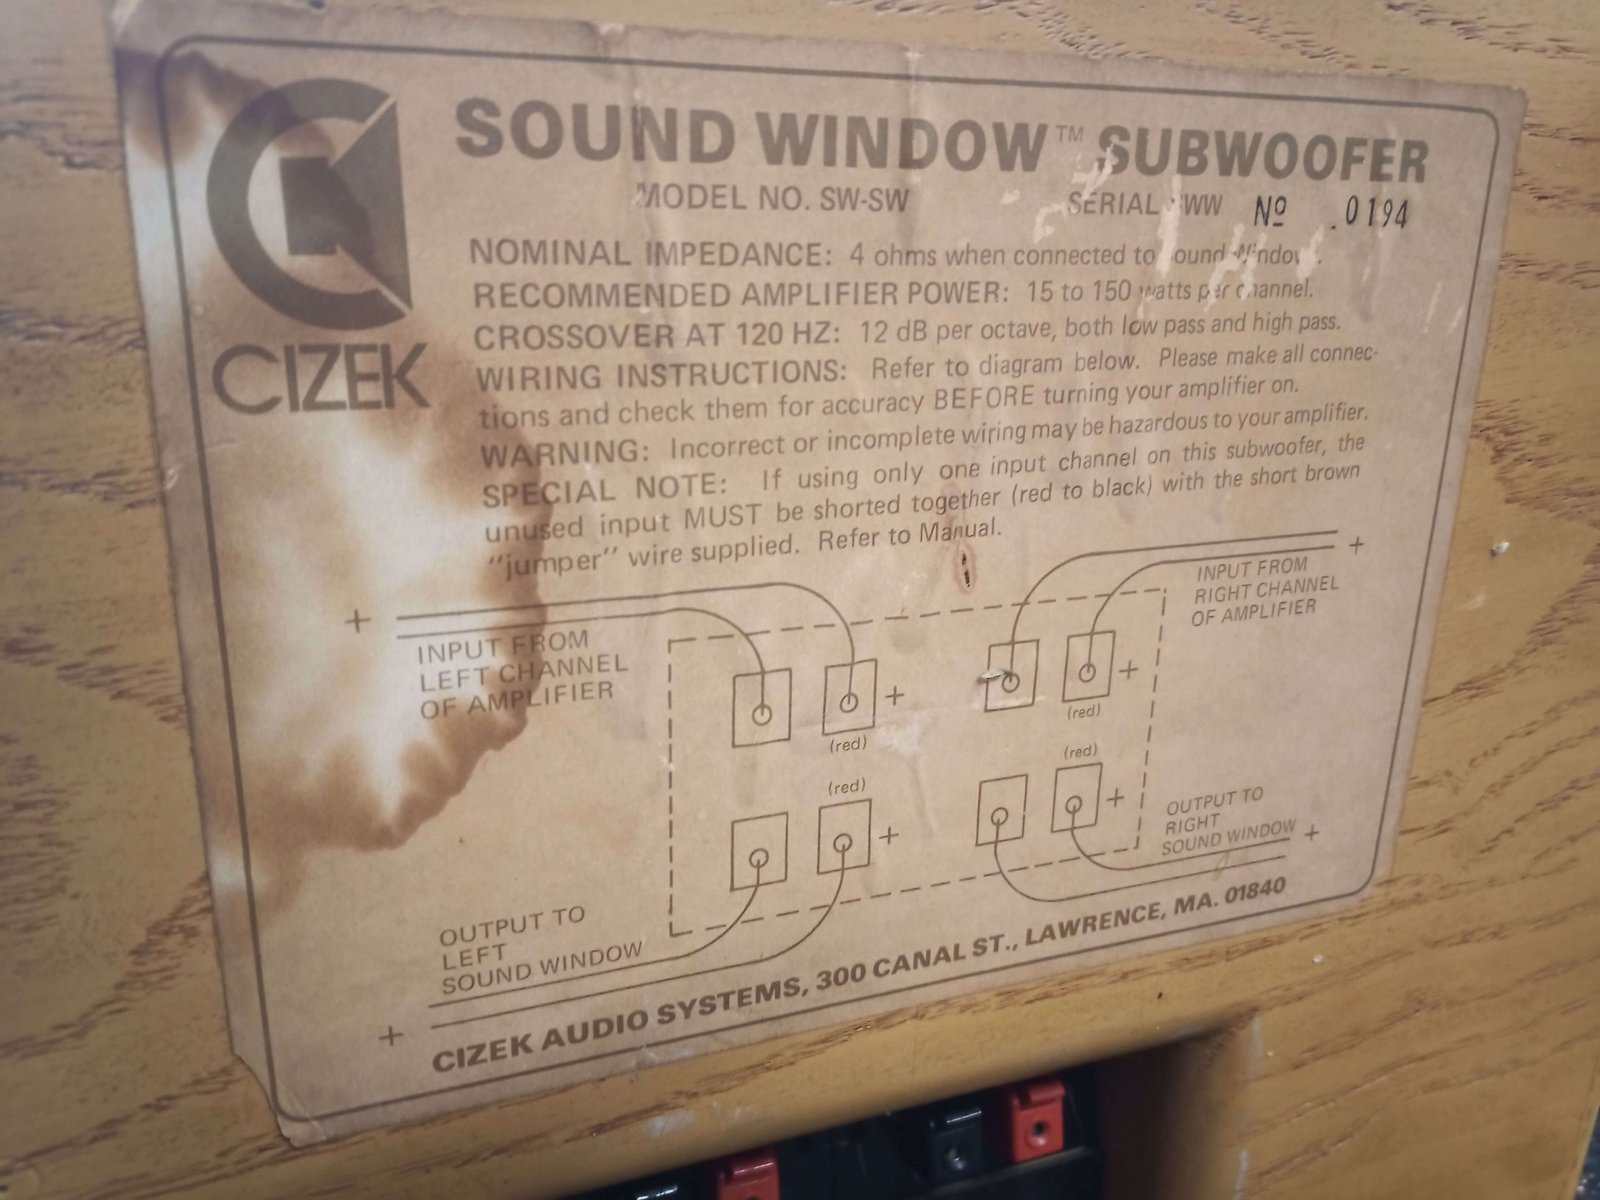 SOUND WINDOW™ SUBWOOFER
MODEL NO. SW-SW SERIAL WW Nº .0194
NOMINAL IMPEDANCE: 4 ohms when connected to Sound Window.
RECOMMENDED AMPLIFIER POWER: 15 to 150 watts per channel.
CROSSOVER AT 120 HZ: 12 dB per octave, both low pass and high pass.
WIRING INSTRUCTIONS: Refer to diagram below. Please make all connec-
tions and check them for accuracy BEFORE turning your amplifier on.
WARNING: Incorrect or incomplete wiring may be hazardous to your amplifier.
SPECIAL NOTE: If using only one input channel on this subwoofer, the
unused input MUST be shorted together (red to black) with the short brown
"jumper" wire supplied. Refer to Manual.
CIZEK
+
INPUT FROM
LEFT CHANNEL
OF AMPLIFIER
+
(red)
+
INPUT FROM
RIGHT CHANNEL
OF AMPLIFIER
+
(red)
(red)
+
OUTPUT TO
LEFT
SOUND WINDOW
+
(red)
+
OUTPUT TO
RIGHT
SOUND WINDOW
+
CIZEK AUDIO SYSTEMS, 300 CANAL ST., LAWRENCE, MA. 01840